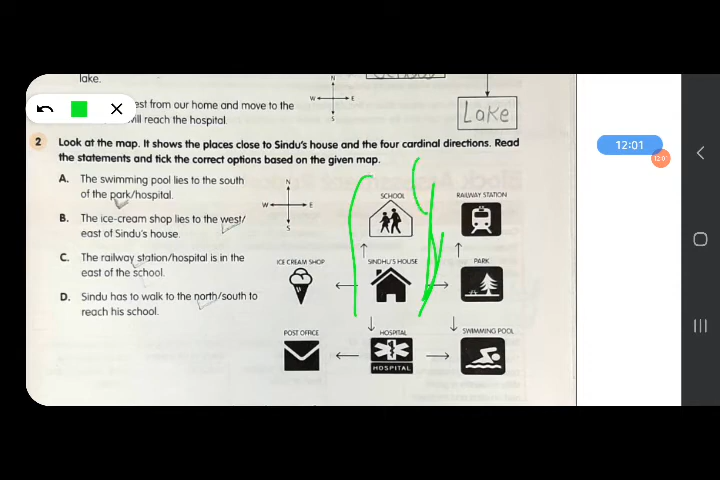 lake.
est from our home and move to the
ill reach the hospital.
N
W E
S
Lake
2 Look at the map. It shows the places close to Sindu's house and the four cardinal directions. Read
the statements and tick the correct options based on the given map.
A. The swimming pool lies to the south
of the park/hospital.
B. The ice-cream shop lies to the west/
east of Sindu's house.
C. The railway station/hospital is in the
east of the school.
D. Sindu has to walk to the north/south to
reach his school.
N
W E
S
SCHOOL
RAILWAY STATION
ICE CREAM SHOP
SINDHU'S HOUSE
PARK
POST OFFICE
HOSPITAL
SWIMMING POOL
HOSPITAL
12:01